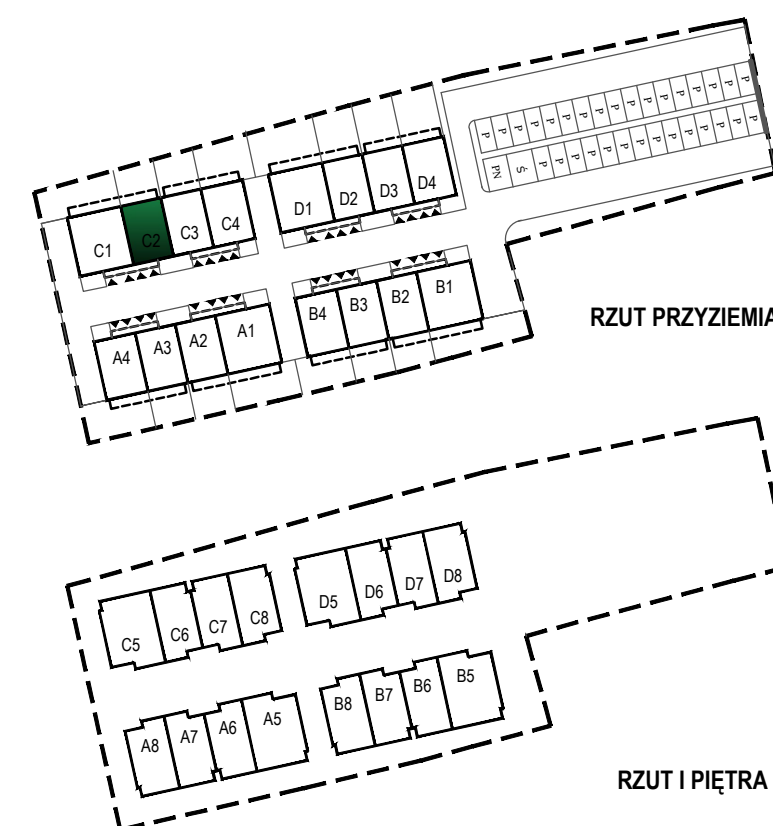 P P P P P P P P P P P P P P P P P
PN Ś P P P P P P P P P P P P P P
C1 C2 C3 C4 D1 D2 D3 D4
A4 A3 A2 A1 B4 B3 B2 B1
RZUT PRZYZIEMIA
C5 C6 C7 C8 D5 D6 D7 D8
A8 A7 A6 A5 B8 B7 B6 B5
RZUT I PIĘTRA